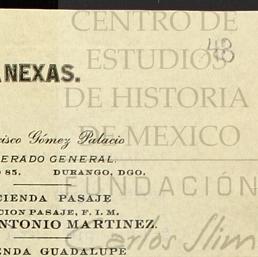 CENTRO DE
ESTUDIOS
DE HISTORIA
DE MEXICO
FUNDACIÓN
Carlos Slim
48
ANEXAS.
cisco Gómez Palacio
ERADO GENERAL.
O 85. DURANGO, DGO.
CIENDA PASAJE
CION PASAJE, F. I. M.
ANTONIO MARTINEZ.
ENDA GUADALUPE